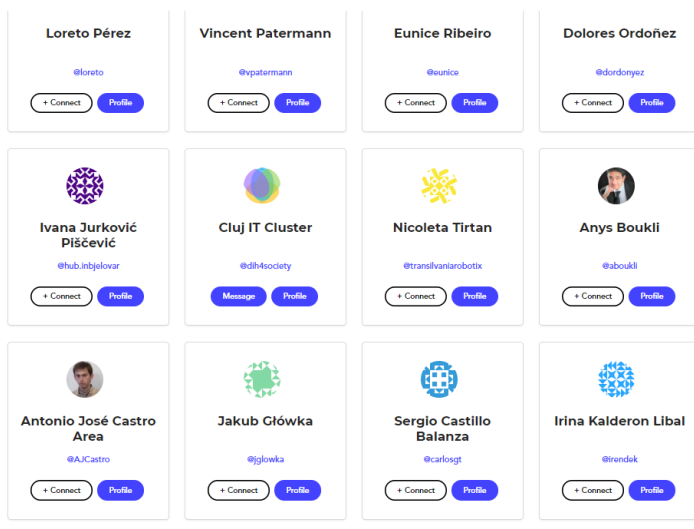 Loreto Pérez
Vincent Patermann
Eunice Ribeiro
Dolores Ordoñez
@loreto
@vpatermann
@eunice
@dordonyez
+ Connect Profile
+ Connect Profile
+ Connect Profile
+ Connect Profile
Ivana Jurković
Piščević
Cluj IT Cluster
Nicoleta Tirtan
Anys Boukli
@hub.inbjelovar
@dih4society
@transilvaniarobotix
@aboukli
+ Connect Profile
Message Profile
+ Connect Profile
+ Connect Profile
Antonio José Castro
Area
Jakub Główka
Sergio Castillo
Balanza
Irina Kalderon Libal
@AJCastro
@jglowka
@carlosgt
@irendek
+ Connect Profile
+ Connect Profile
+ Connect Profile
+ Connect Profile